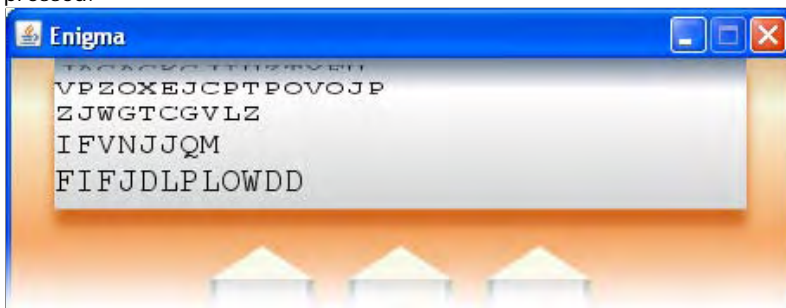 Enigma
VPZOXEJCPTPOVOJP
ZJWGTCGVLZ
IFVNJJQM
FIFJDLPLOWDD